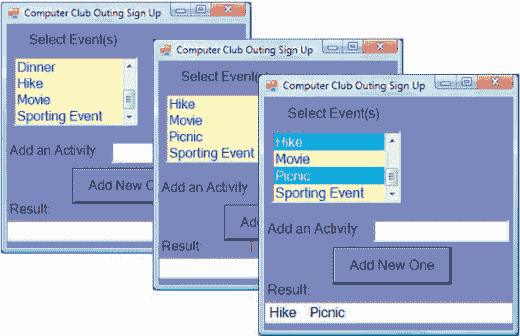 Computer Club Outing Sign Up
Select Event(s)
Dinner
Hike
Movie
Sporting Event
Add an Activity
Add New O
Result:
Computer Club Outing Sign Up
Select Event(s)
Hike
Movie
Picnic
Sporting Event
Add an Activity
Result:
Computer Club Outing Sign Up
Select Event(s)
Hike
Movie
Picnic
Sporting Event
Add an Activity
Add New One
Result:
Hike Picnic